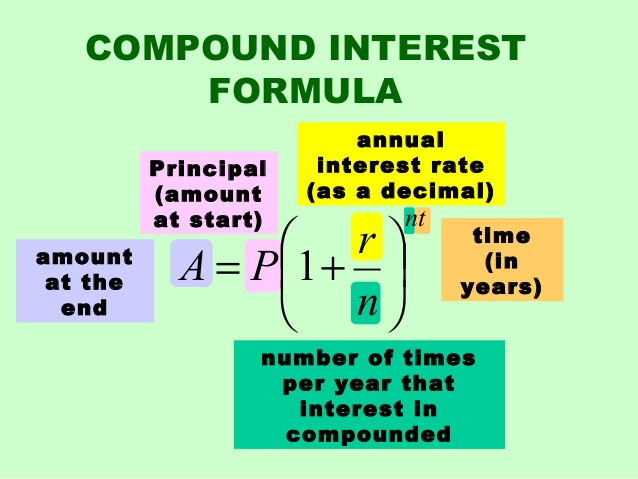 COMPOUND INTEREST
FORMULA
annual
interest rate
(as a decimal)
Principal
(amount
at start)
amount
at the
end
A = P(1 + r/n)^nt
time
(in
years)
number of times
per year that
interest in
compounded